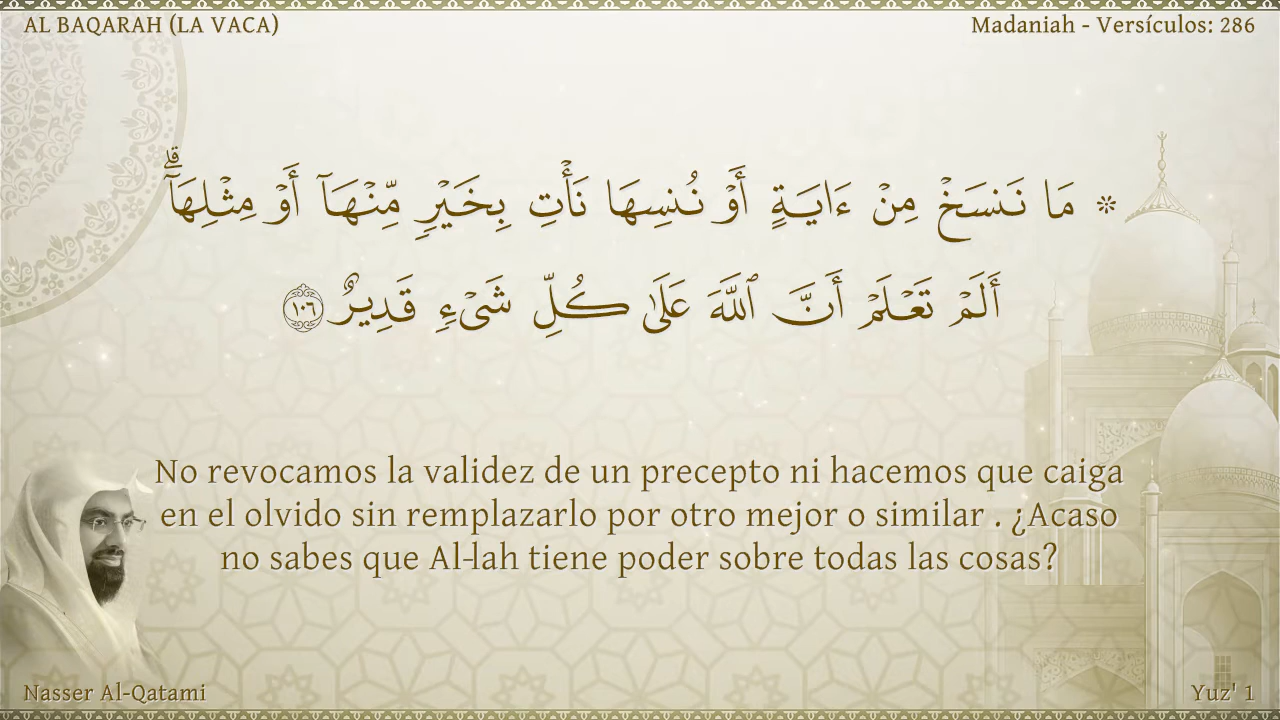 AL BAQARAH (LA VACA)
Madaniah - Versículos: 286
۞ مَا نَنسَخْ مِنْ ءَايَةٍ أَوْ نُنسِهَا نَأْتِ بِخَيْرٍ مِّنْهَآ أَوْ مِثْلِهَآ ۗ
أَلَمْ تَعْلَمْ أَنَّ ٱللَّهَ عَلَىٰ كُلِّ شَىْءٍ قَدِيرٌ ١٠٦
No revocamos la validez de un precepto ni hacemos que caiga
en el olvido sin remplazarlo por otro mejor o similar . ¿Acaso
no sabes que Al-lah tiene poder sobre todas las cosas?
Nasser Al-Qatami
Yuz' 1